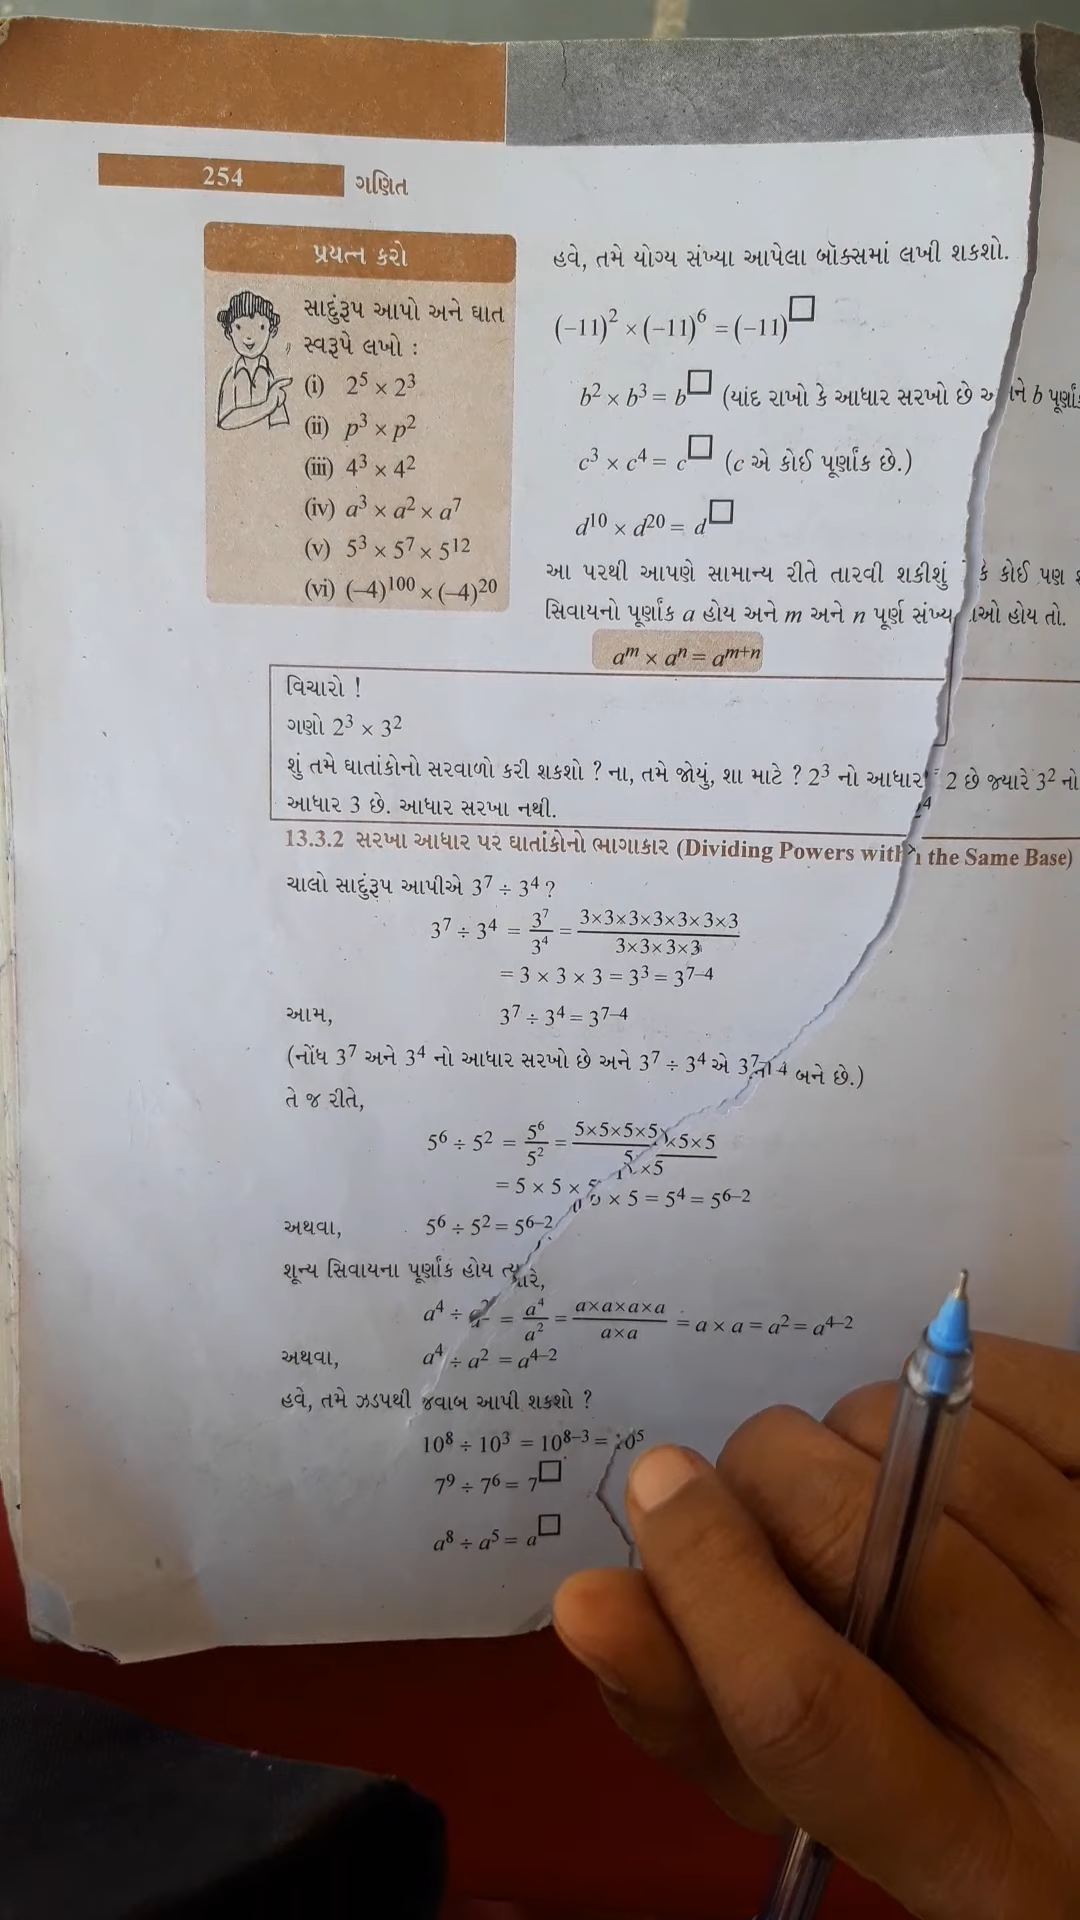 254 ગણિત
પ્રયત્ન કરો
સાદુંરૂપ આપો અને ઘાત
સ્વરૂપે લખો :
(i) 2⁵ × 2³
(ii) p³ × p²
(iii) 4³ × 4²
(iv) a³ × a² × a⁷
(v) 5³ × 5⁷ × 5¹²
(vi) (–4)¹⁰⁰ × (–4)²⁰
હવે, તમે યોગ્ય સંખ્યા આપેલા બૉક્સમાં લખી શકશો.
(–11)² × (–11)⁶ = (–11)□
b² × b³ = b□ (યાદ રાખો કે આધાર સરખો છે અને b
c³ × c⁴ = c□ (c એ કોઈ પૂર્ણાંક છે.)
d¹⁰ × d²⁰ = d□
આ પરથી આપણે સામાન્ય રીતે તારવી શકીશું કે કોઈ પણ
સિવાયનો પૂર્ણાંક a હોય અને m અને n પૂર્ણ સંખ્યાઓ હોય તો.
aᵐ × aⁿ = aᵐ⁺ⁿ
વિચારો !
ગણો 2³ × 3²
શું તમે ઘાતાંકોનો સરવાળો કરી શકશો ? ના, તમે જોયું, શા માટે ? 2³ નો આધાર 2 છે જ્યારે 3² નો
આધાર 3 છે. આધાર સરખા નથી.
13.3.2 સરખા આધાર પર ઘાતાંકોનો ભાગાકાર (Dividing Powers with the Same Base)
ચાલો સાદુંરૂપ આપીએ 3⁷ ÷ 3⁴ ?
3⁷ ÷ 3⁴ = 3⁷/3⁴ = 3×3×3×3×3×3×3/3×3×3×3
= 3 × 3 × 3 = 3³ = 3⁷⁻⁴
આમ, 3⁷ ÷ 3⁴ = 3⁷⁻⁴
(નોંધ 3⁷ અને 3⁴ નો આધાર સરખો છે અને 3⁷ ÷ 3⁴ એ 3⁷⁻⁴ બને છે.)
તે જ રીતે,
5⁶ ÷ 5² = 5⁶/5² = 5×5×5×5×5×5/5×5
= 5 × 5 × 5 × 5 = 5⁴ = 5⁶⁻²
અથવા, 5⁶ ÷ 5² = 5⁶⁻²
શૂન્ય સિવાયના પૂર્ણાંક હોય ત્યારે,
a⁴ ÷ a² = a⁴/a² = a×a×a×a/a×a = a × a = a² = a⁴⁻²
અથવા, a⁴ ÷ a² = a⁴⁻²
હવે, તમે ઝડપથી જવાબ આપી શકશો ?
10⁸ ÷ 10³ = 10⁸⁻³ = 10⁵
7⁹ ÷ 7⁶ = 7□
a⁸ ÷ a⁵ = a□